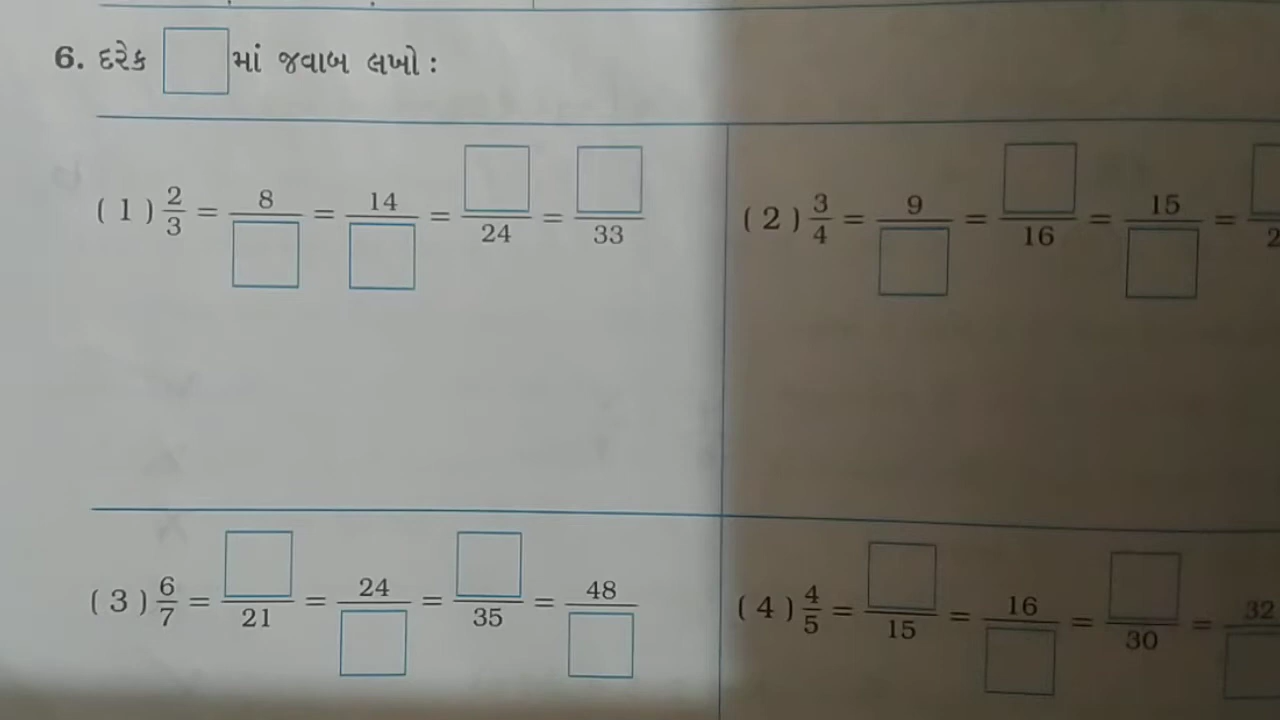 6. દરેક □ માં જવાબ લખો :
( 1 ) 2/3 = 8/□ = 14/□ = □/24 = □/33
( 2 ) 3/4 = 9/□ = □/16 = 15/□ =
( 3 ) 6/7 = □/21 = 24/□ = □/35 = 48/□
( 4 ) 4/5 = □/15 = 16/□ = □/30 = 32/□